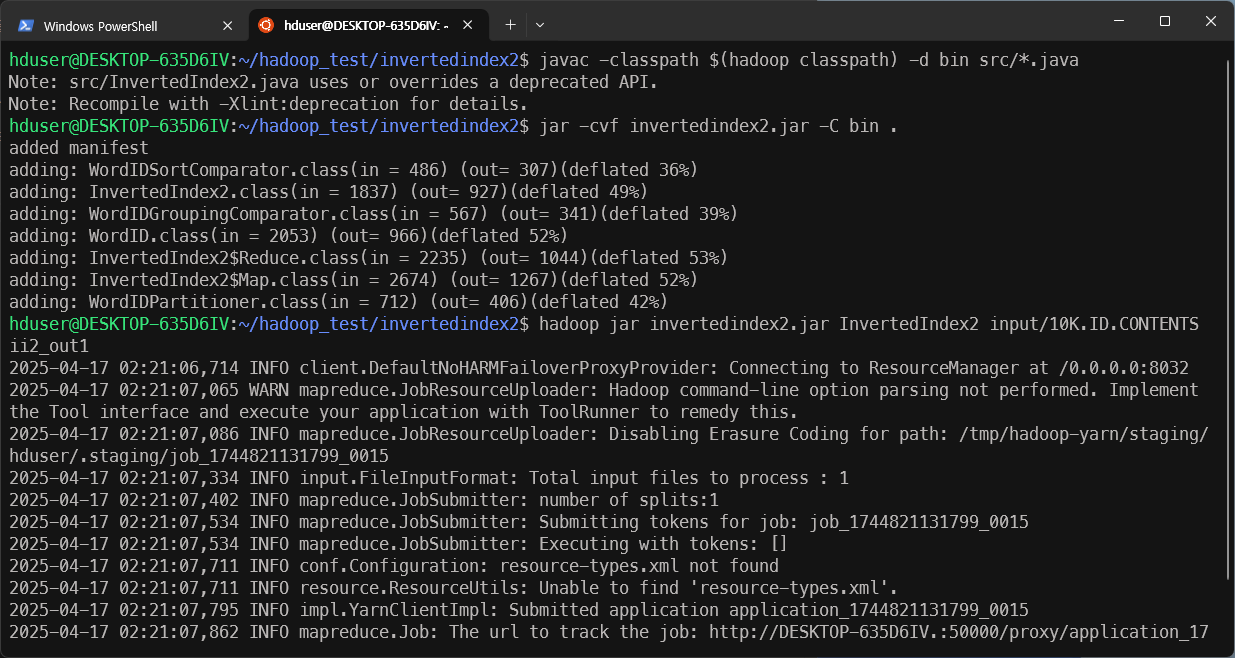 Windows PowerShell
hduser@DESKTOP-635D6IV: ~
hduser@DESKTOP-635D6IV:~/hadoop_test/invertedindex2$ javac -classpath $(hadoop classpath) -d bin src/*.java
Note: src/InvertedIndex2.java uses or overrides a deprecated API.
Note: Recompile with -Xlint:deprecation for details.
hduser@DESKTOP-635D6IV:~/hadoop_test/invertedindex2$ jar -cvf invertedindex2.jar -C bin .
added manifest
adding: WordIDSortComparator.class(in = 486) (out= 307)(deflated 36%)
adding: InvertedIndex2.class(in = 1837) (out= 927)(deflated 49%)
adding: WordIDGroupingComparator.class(in = 567) (out= 341)(deflated 39%)
adding: WordID.class(in = 2053) (out= 966)(deflated 52%)
adding: InvertedIndex2$Reduce.class(in = 2235) (out= 1044)(deflated 53%)
adding: InvertedIndex2$Map.class(in = 2674) (out= 1267)(deflated 52%)
adding: WordIDPartitioner.class(in = 712) (out= 406)(deflated 42%)
hduser@DESKTOP-635D6IV:~/hadoop_test/invertedindex2$ hadoop jar invertedindex2.jar InvertedIndex2 input/10K.ID.CONTENTS
ii2_out1
2025-04-17 02:21:06,714 INFO client.DefaultNoHARMFailoverProxyProvider: Connecting to ResourceManager at /0.0.0.0:8032
2025-04-17 02:21:07,065 WARN mapreduce.JobResourceUploader: Hadoop command-line option parsing not performed. Implement
the Tool interface and execute your application with ToolRunner to remedy this.
2025-04-17 02:21:07,086 INFO mapreduce.JobResourceUploader: Disabling Erasure Coding for path: /tmp/hadoop-yarn/staging/
hduser/.staging/job_1744821131799_0015
2025-04-17 02:21:07,334 INFO input.FileInputFormat: Total input files to process : 1
2025-04-17 02:21:07,402 INFO mapreduce.JobSubmitter: number of splits:1
2025-04-17 02:21:07,534 INFO mapreduce.JobSubmitter: Submitting tokens for job: job_1744821131799_0015
2025-04-17 02:21:07,534 INFO mapreduce.JobSubmitter: Executing with tokens: []
2025-04-17 02:21:07,711 INFO conf.Configuration: resource-types.xml not found
2025-04-17 02:21:07,711 INFO resource.ResourceUtils: Unable to find 'resource-types.xml'.
2025-04-17 02:21:07,795 INFO impl.YarnClientImpl: Submitted application application_1744821131799_0015
2025-04-17 02:21:07,862 INFO mapreduce.Job: The url to track the job: http://DESKTOP-635D6IV.:50000/proxy/application_17